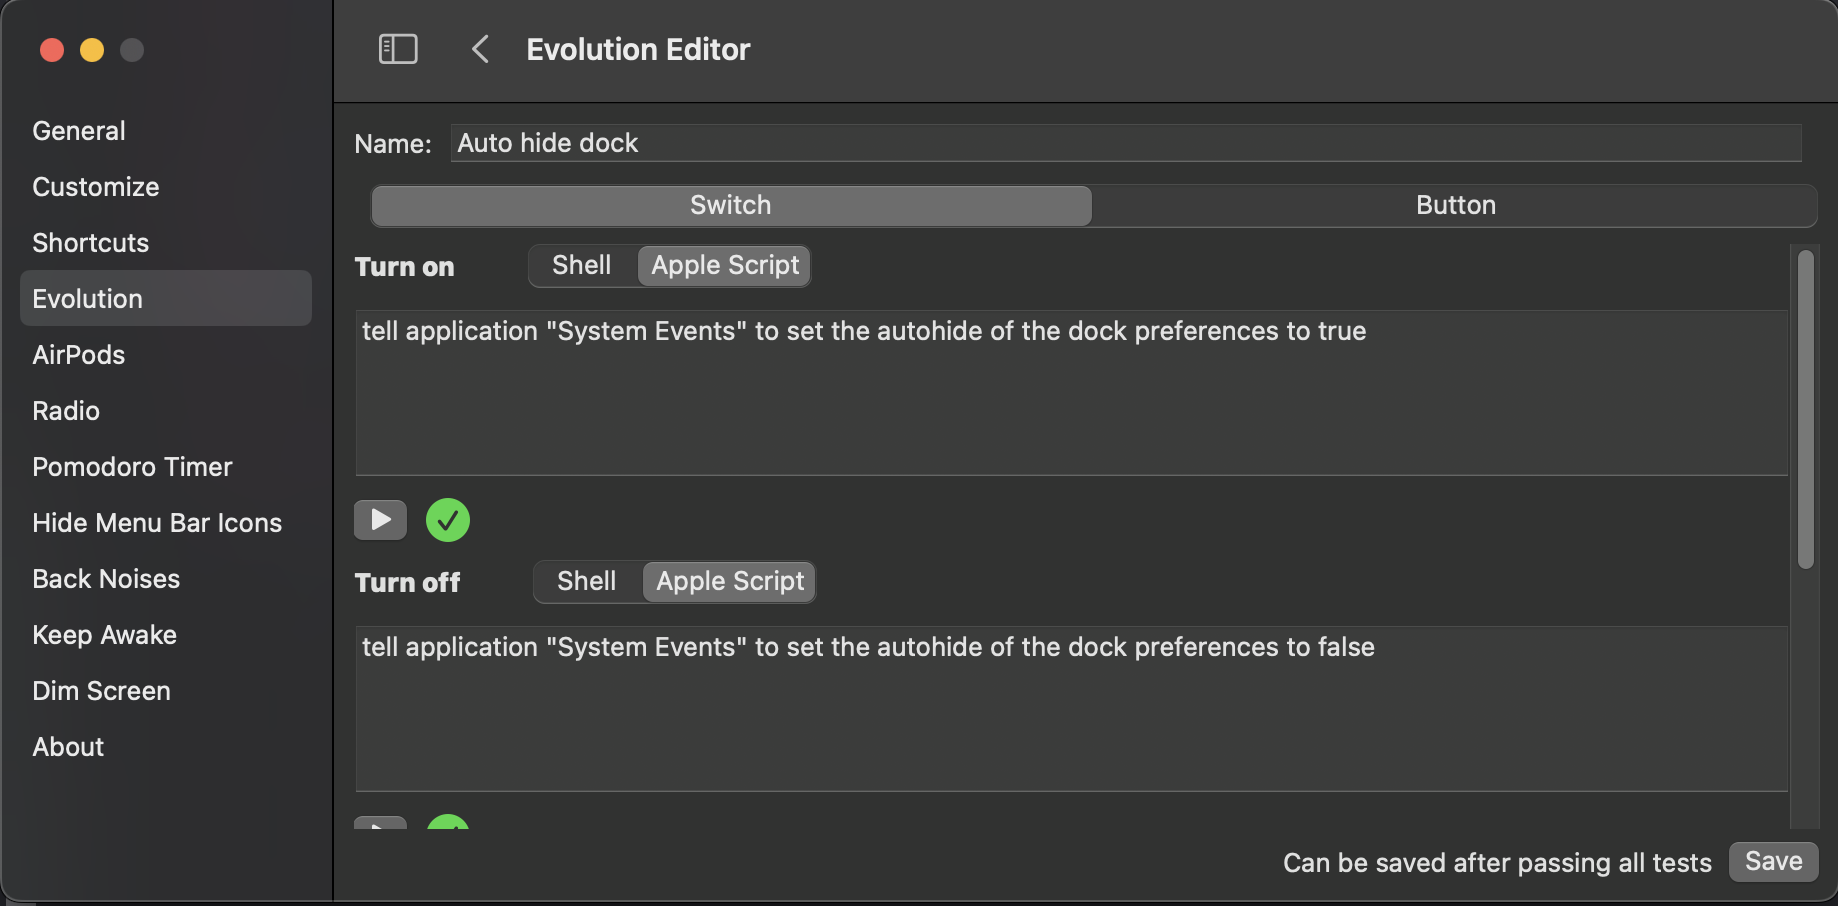 Evolution Editor
General
Customize
Shortcuts
Evolution
AirPods
Radio
Pomodoro Timer
Hide Menu Bar Icons
Back Noises
Keep Awake
Dim Screen
About
Name: Auto hide dock
Switch Button
Turn on Shell Apple Script
tell application "System Events" to set the autohide of the dock preferences to true
Turn off Shell Apple Script
tell application "System Events" to set the autohide of the dock preferences to false
Can be saved after passing all tests Save